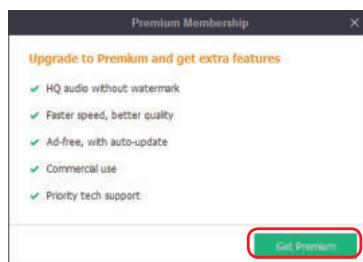 Premium Membership
Upgrade to Premium and get extra features
HQ audio without watermark
Faster speed, better quality
Ad-free, with auto-update
Commercial use
Priority tech support
Get Premium